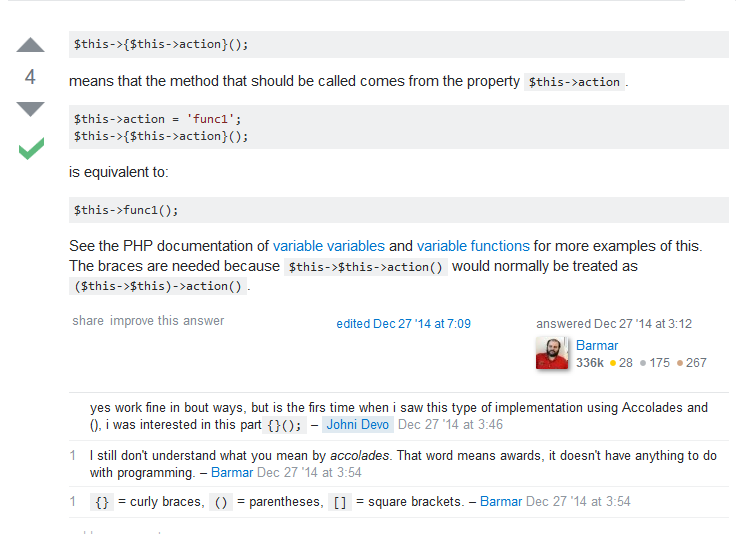 $this->{$this->action}();
4
means that the method that should be called comes from the property $this->action .
$this->action = 'func1';
$this->{$this->action}();
is equivalent to:
$this->func1();
See the PHP documentation of variable variables and variable functions for more examples of this.
The braces are needed because $this->$this->action() would normally be treated as
($this->$this)->action() .
share improve this answer
edited Dec 27 '14 at 7:09
answered Dec 27 '14 at 3:12
Barmar
336k 28 175 267
yes work fine in bout ways, but is the firs time when i saw this type of implementation using Accolades and
(), i was interested in this part {}(); – Johni Devo Dec 27 '14 at 3:46
1 I still don't understand what you mean by accolades. That word means awards, it doesn't have anything to do
with programming. – Barmar Dec 27 '14 at 3:54
1 {} = curly braces, () = parentheses, [] = square brackets. – Barmar Dec 27 '14 at 3:54